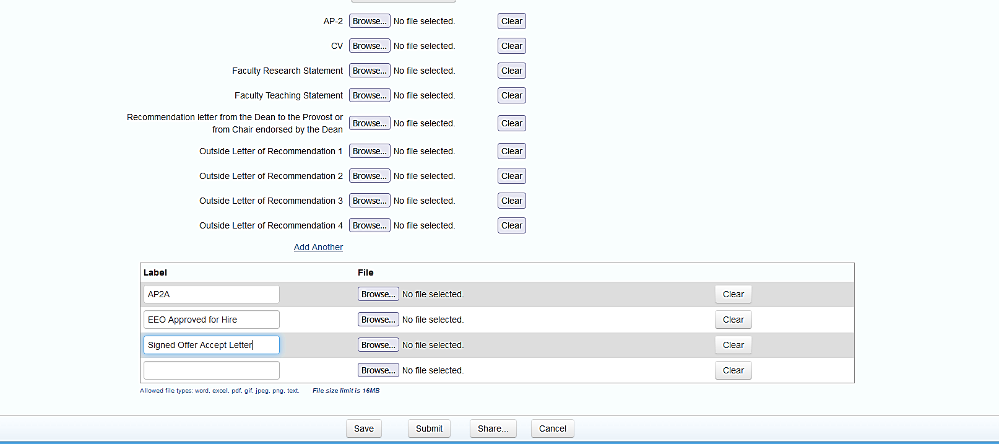 AP-2 Browse... No file selected. Clear
CV Browse... No file selected. Clear
Faculty Research Statement Browse... No file selected. Clear
Faculty Teaching Statement Browse... No file selected. Clear
Recommendation letter from the Dean to the Provost or
from Chair endorsed by the Dean Browse... No file selected. Clear
Outside Letter of Recommendation 1 Browse... No file selected. Clear
Outside Letter of Recommendation 2 Browse... No file selected. Clear
Outside Letter of Recommendation 3 Browse... No file selected. Clear
Outside Letter of Recommendation 4 Browse... No file selected. Clear
Add Another
Label File
AP2A Browse... No file selected. Clear
EEO Approved for Hire Browse... No file selected. Clear
Signed Offer Accept Letter Browse... No file selected. Clear
Browse... No file selected. Clear
Allowed file types: word, excel, pdf, gif, jpeg, png, text. File size limit is 16MB
Save Submit Share... Cancel